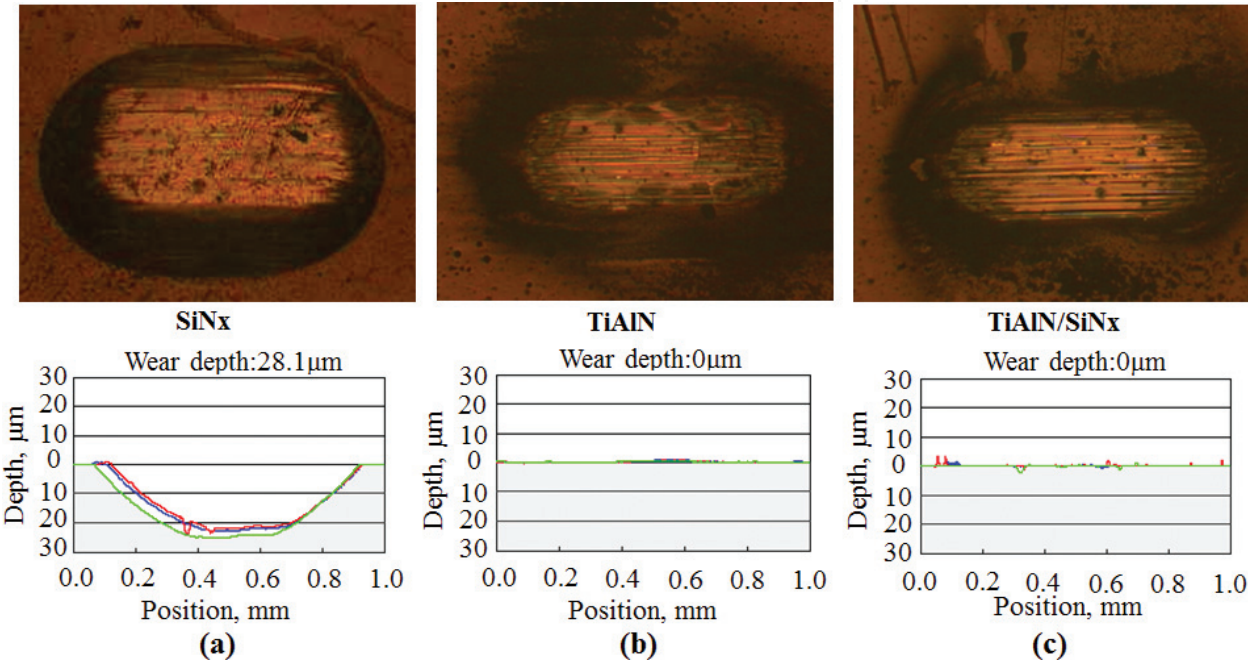 SiNx
TiAlN
TiAlN/SiNx
Wear depth:28.1μm
30
20
10
0
10
20
30
Depth, μm
0.0 0.2 0.4 0.6 0.8 1.0
Position, mm
(a)
Wear depth:0μm
30
20
10
0
10
20
30
Depth, μm
0.0 0.2 0.4 0.6 0.8 1.0
Position, mm
(b)
Wear depth:0μm
30
20
10
0
10
20
30
Depth, μm
0.0 0.2 0.4 0.6 0.8 1.0
Position, mm
(c)